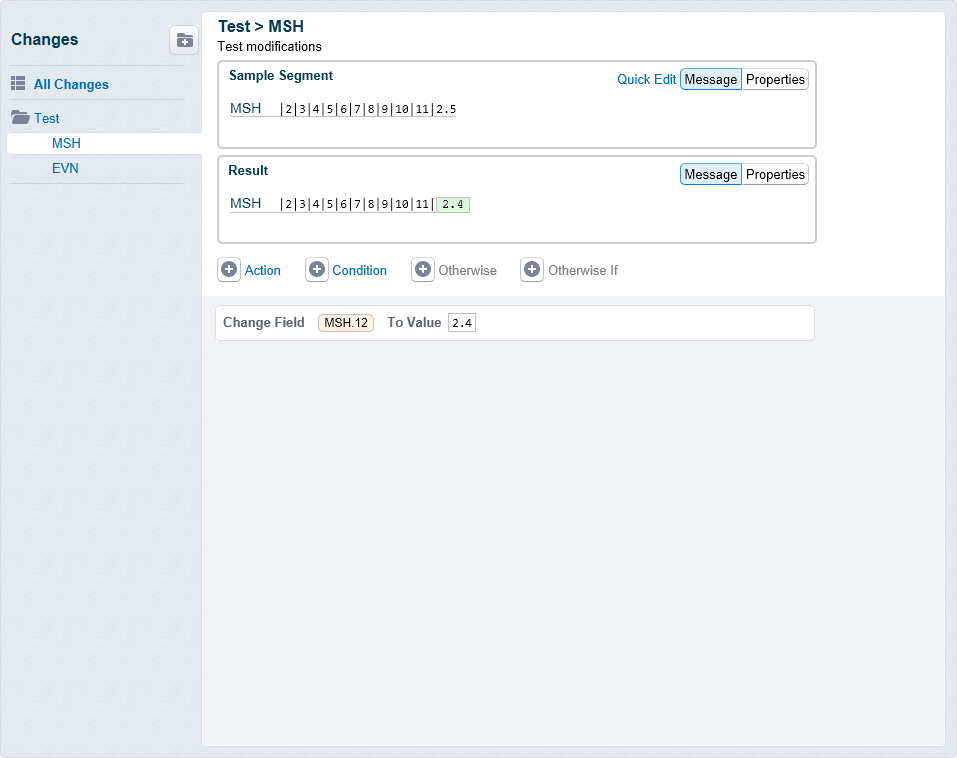 Changes
All Changes
Test
MSH
EVN
Test > MSH
Test modifications
Sample Segment
Quick Edit Message Properties
MSH |2|3|4|5|6|7|8|9|10|11|2.5
Result
Message Properties
MSH |2|3|4|5|6|7|8|9|10|11| 2.4
Action Condition Otherwise Otherwise If
Change Field MSH.12 To Value 2.4